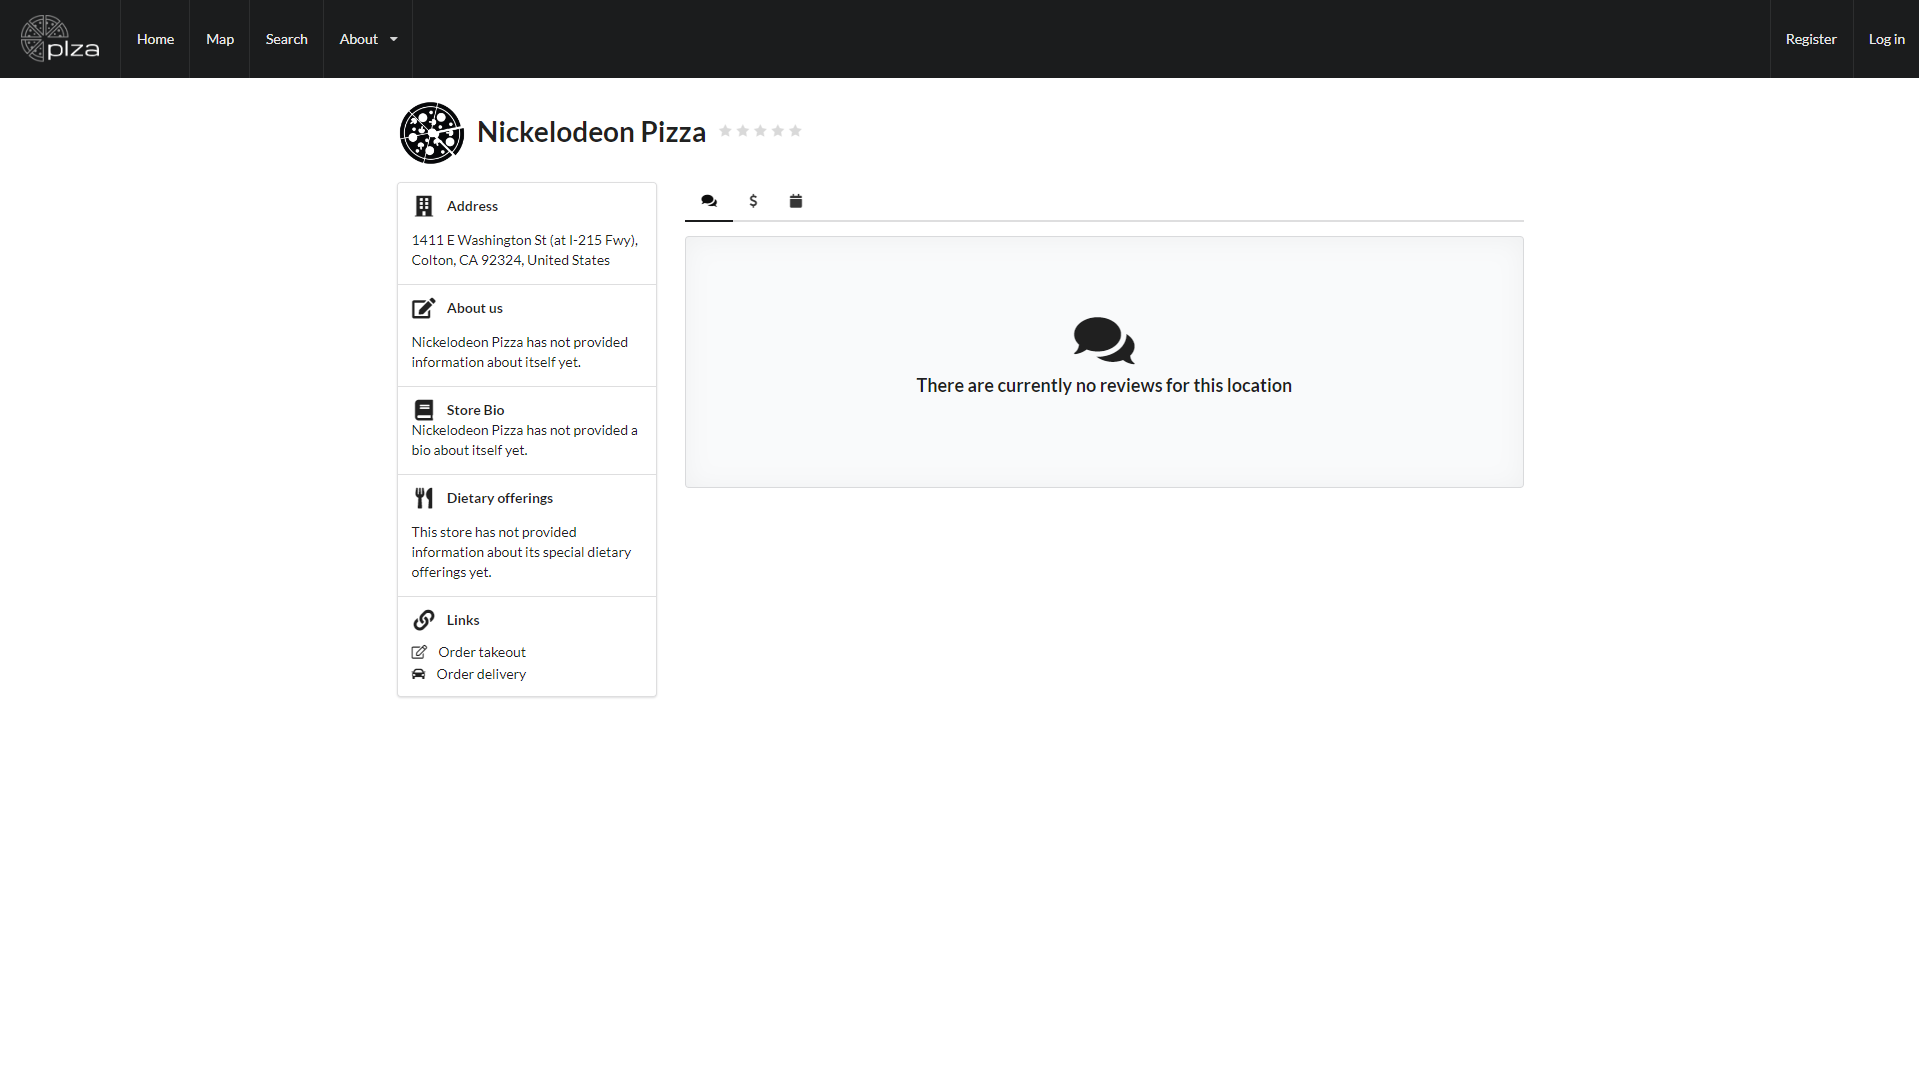 plza
Home
Map
Search
About
Register
Log in
Nickelodeon Pizza
Address
1411 E Washington St (at I-215 Fwy),
Colton, CA 92324, United States
About us
Nickelodeon Pizza has not provided
information about itself yet.
Store Bio
Nickelodeon Pizza has not provided a
bio about itself yet.
Dietary offerings
This store has not provided
information about its special dietary
offerings yet.
Links
Order takeout
Order delivery
$
There are currently no reviews for this location